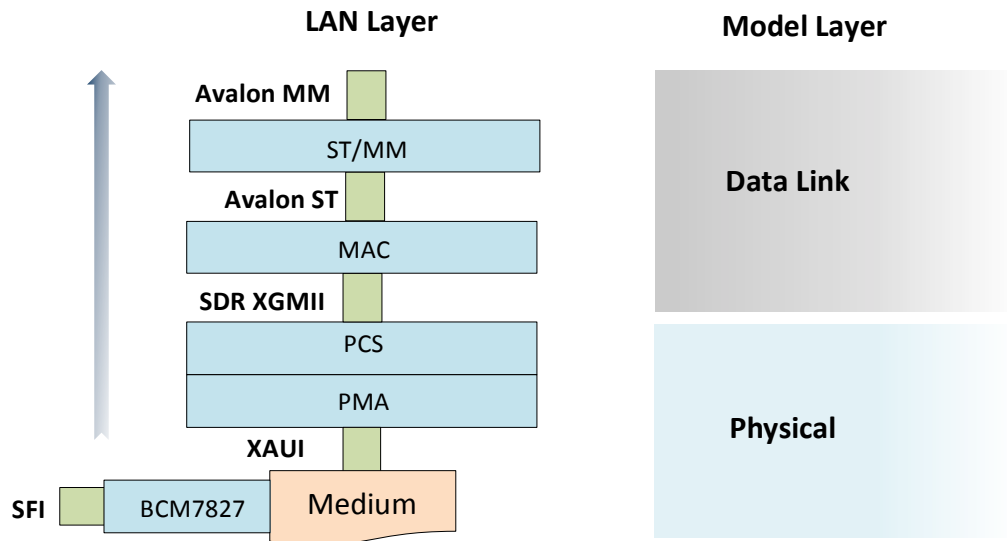 LAN Layer
Model Layer
Avalon MM
ST/MM
Data Link
Avalon ST
MAC
SDR XGMII
PCS
PMA
Physical
XAUI
Medium
SFI
BCM7827